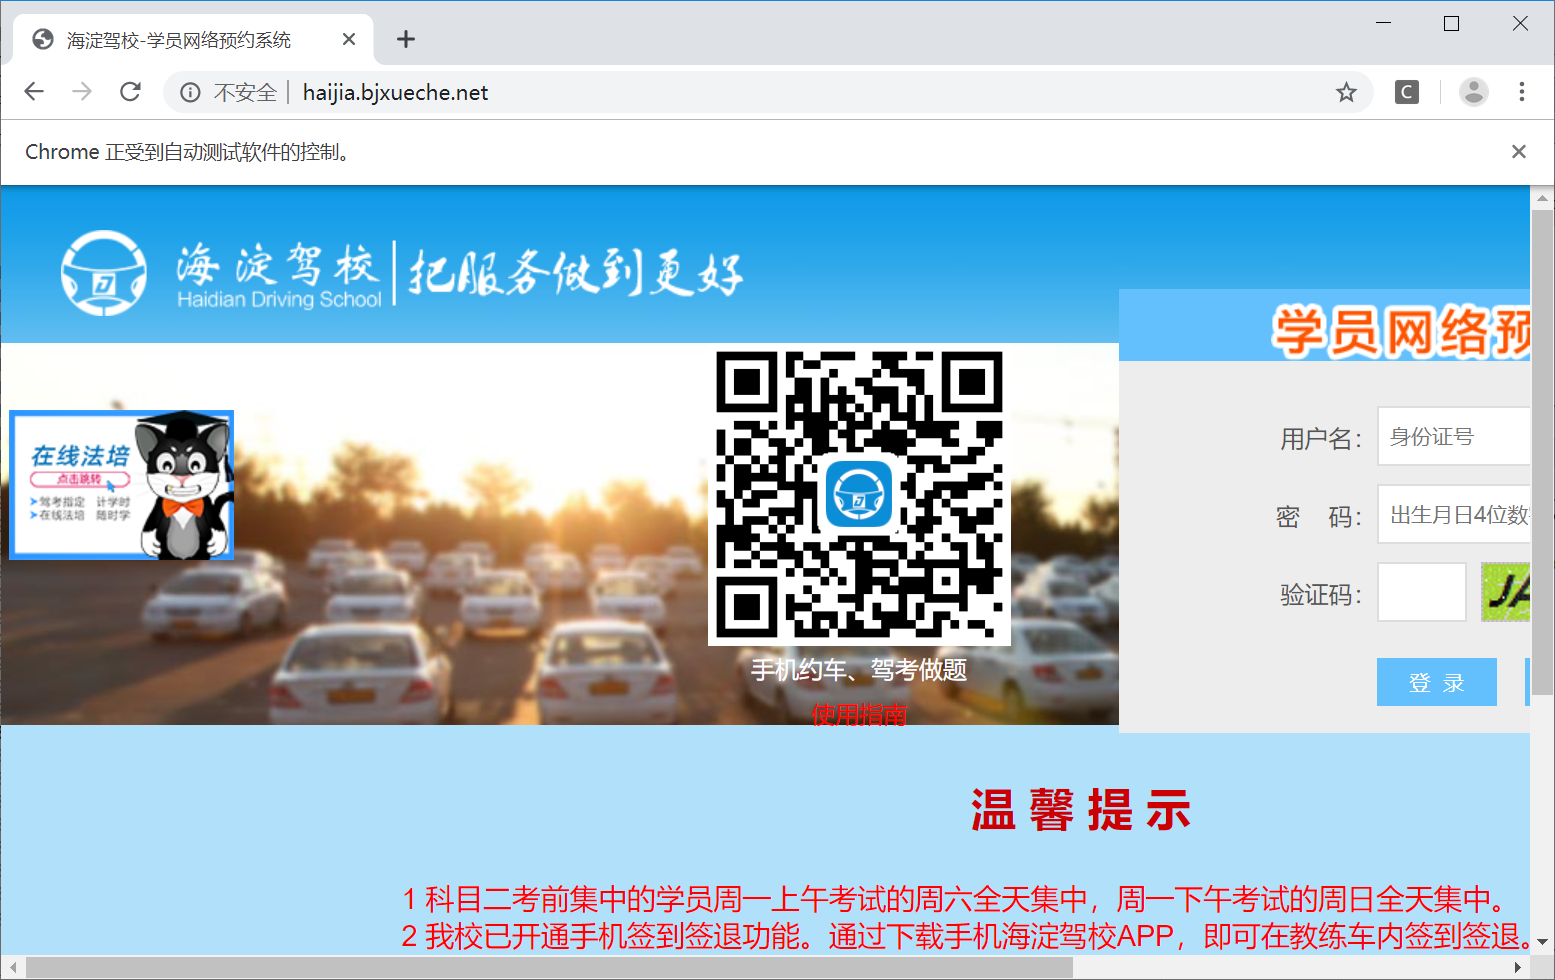 海淀驾校-学员网络预约系统
不安全 | haijia.bjxueche.net
C
Chrome 正受到自动测试软件的控制。
海淀驾校 | 把服务做到更好
Haidian Driving School
学员网络预
在线法培
点击跳转
驾考指定 计学时
在线法培 随时学
用户名：
身份证号
密 码：
出生月日4位数
验证码：
JA
登 录
手机约车、驾考做题
使用指南
温 馨 提 示
1 科目二考前集中的学员周一上午考试的周六全天集中，周一下午考试的周日全天集中。
2 我校已开通手机签到签退功能。通过下载手机海淀驾校APP，即可在教练车内签到签退。